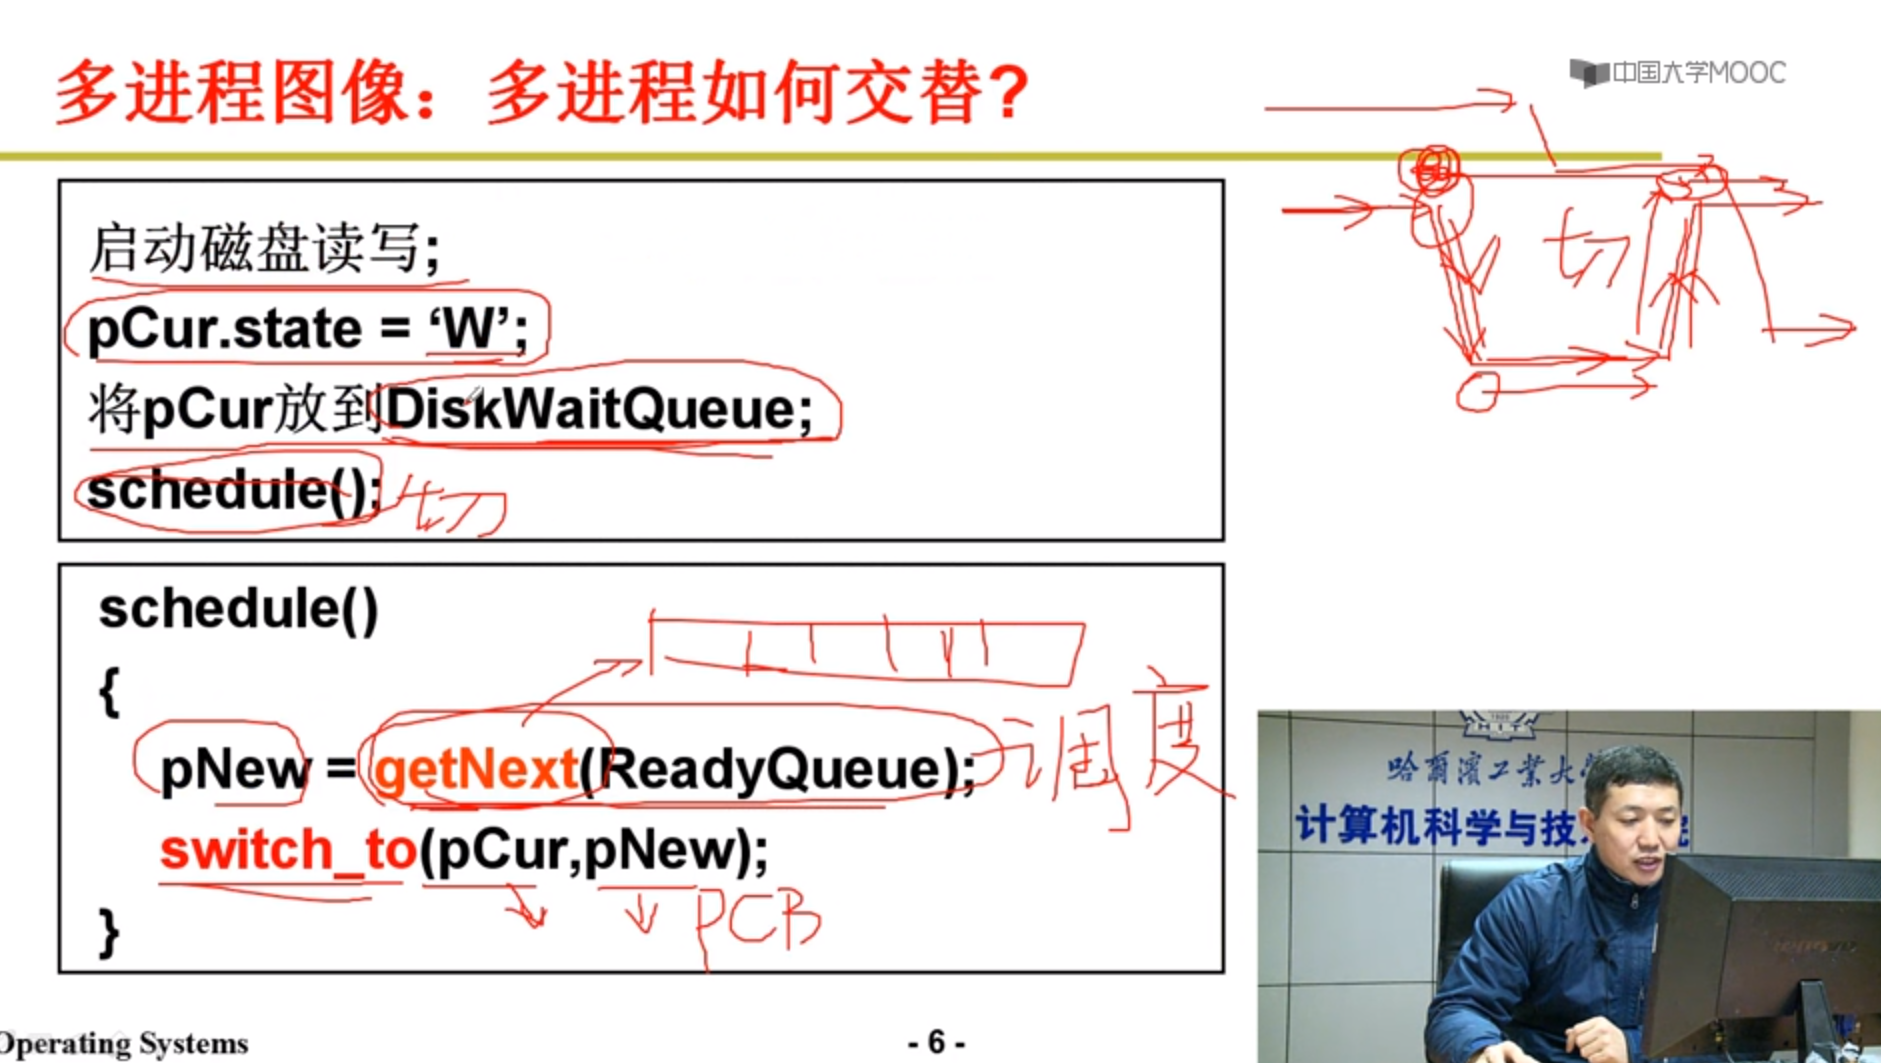 多进程图像：多进程如何交替?
中国大学MOOC
启动磁盘读写;
pCur.state = ‘W’;
将pCur放到DiskWaitQueue;
schedule();
切
切
schedule()
{
pNew = getNext(ReadyQueue);
调度
switch_to(pCur,pNew);
PCB
}
HIT
哈尔滨工业大学
计算机科学与技
院
Operating Systems
- 6 -